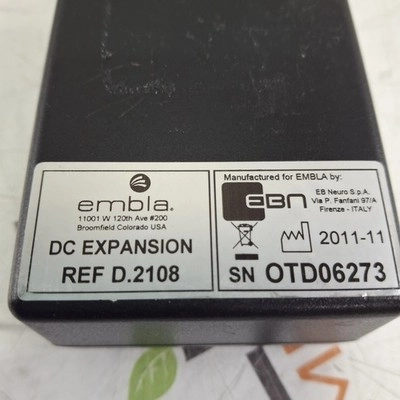 embla®
11001 W 120th Ave #200
Broomfield Colorado USA
DC EXPANSION
REF D.2108
Manufactured for EMBLA by:
EBN
EB Neuro S.p.A.
Via P. Fanfani 97/A
Firenze - ITALY
2011-11
SN OTD06273